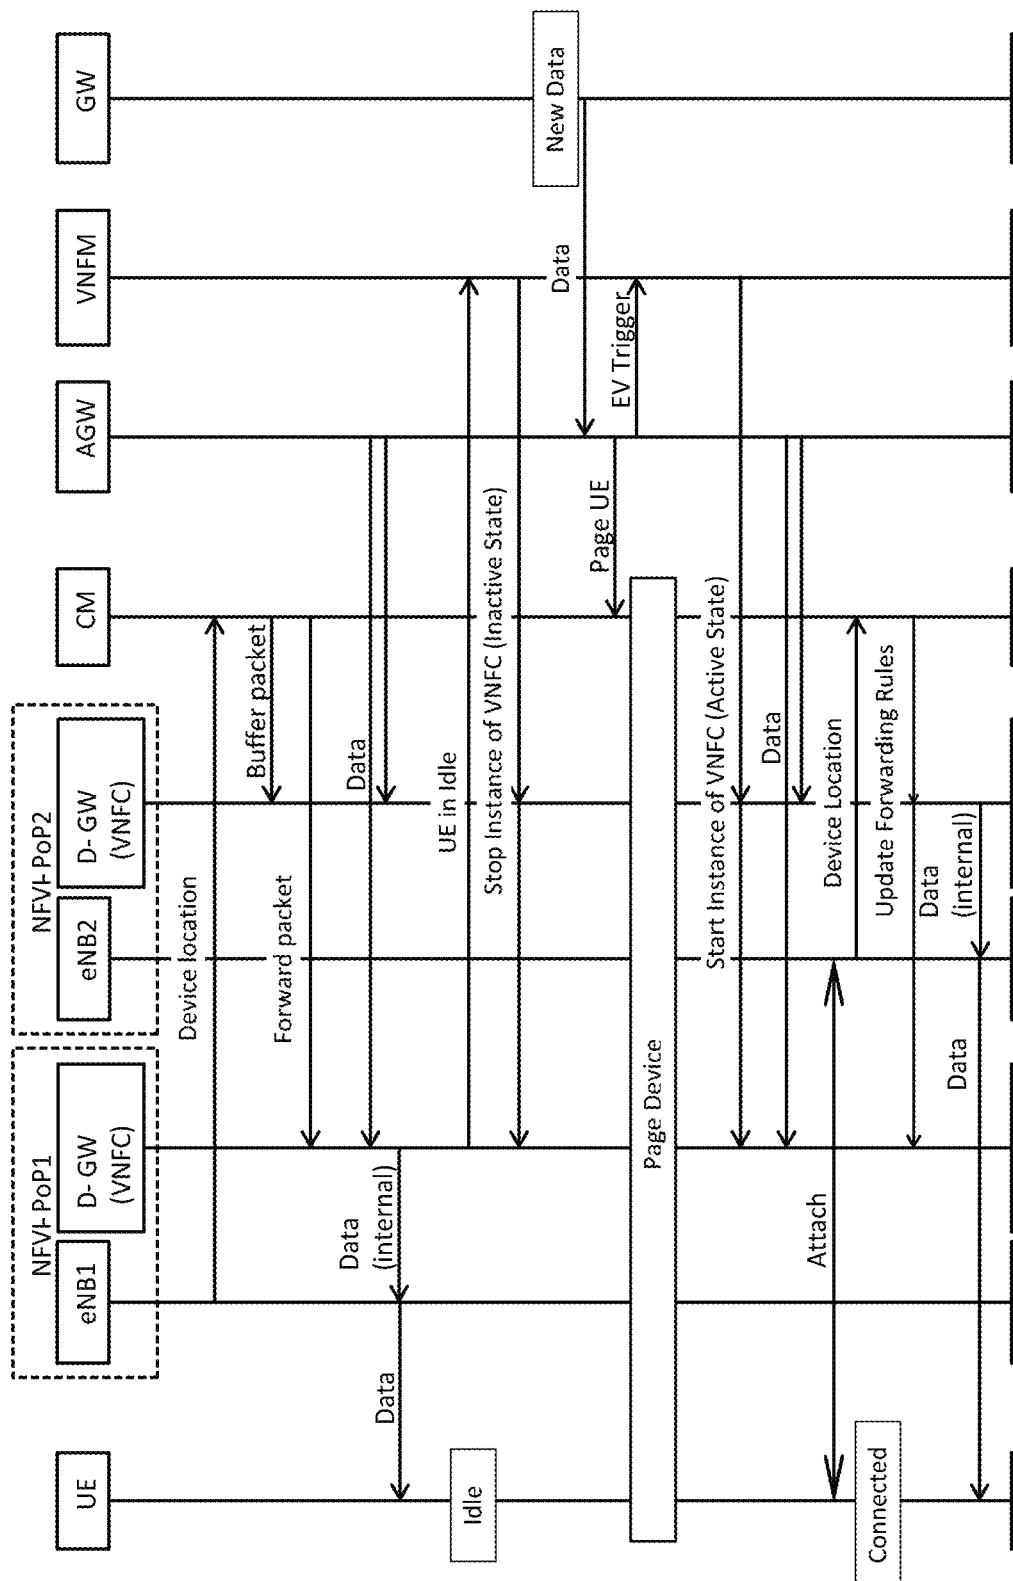 NFVI-PoP1
NFVI-PoP2
UE
eNB1
D- GW
(VNFC)
eNB2
D- GW
(VNFC)
CM
AGW
VNFM
GW
Device location
Buffer packet
Forward packet
Data
Data
(internal)
Data
Idle
UE in Idle
Stop Instance of VNFC (Inactive State)
New Data
Data
Page UE
EV Trigger
Page Device
Start Instance of VNFC (Active State)
Data
Attach
Device Location
Connected
Update Forwarding Rules
Data
(internal)
Data